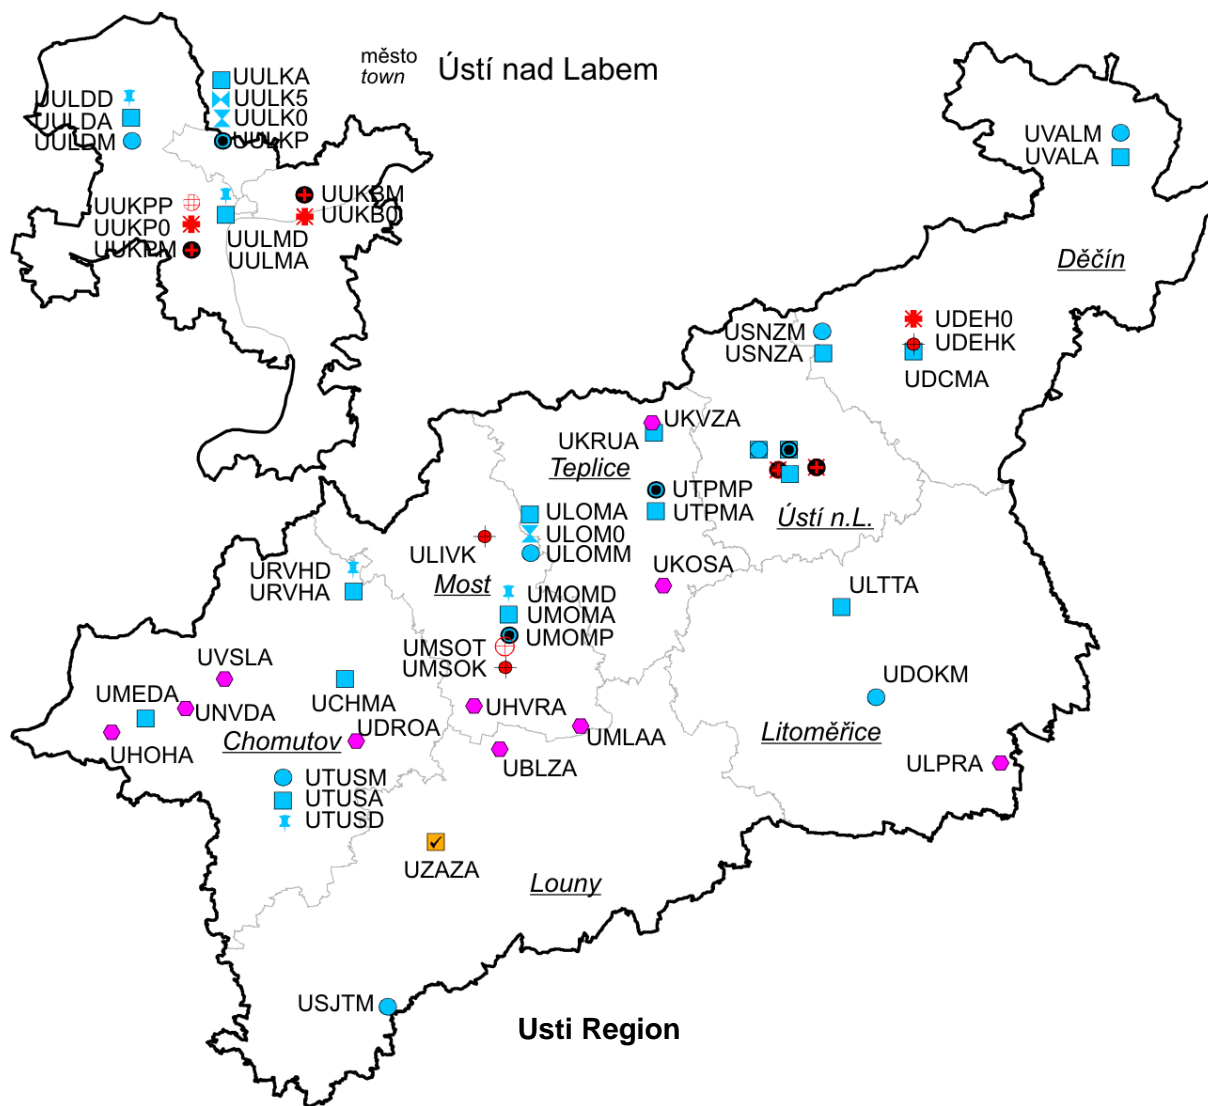 město
town
Ústí nad Labem
UULKA
UULK5
UULK0
UULKP
UULDD
UULDA
UULDM
UUKPP
UUKP0
UUKPM
UULMD
UULMA
UUKBM
UUKB0
UVALM
UVALA
Děčín
UDEH0
UDEHK
UDCMA
USNZM
USNZA
UKVZA
UKRUA
Teplice
UTPMP
UTPMA
Ústí n.L.
ULOMA
ULOM0
ULOMM
ULIVK
Most
UKOSA
URVHD
URVHA
UMOMD
UMOMA
UMOMP
UMSOT
UMSOK
ULTTA
UVSLA
UMEDA
UNVDA
UHOHA
UCHMA
UDROA
Chomutov
UHVRA
UMLAA
UBLZA
UDOKM
Litoměřice
ULPRA
UTUSM
UTUSA
UTUSD
UZAZA
Louny
USJTM
Usti Region